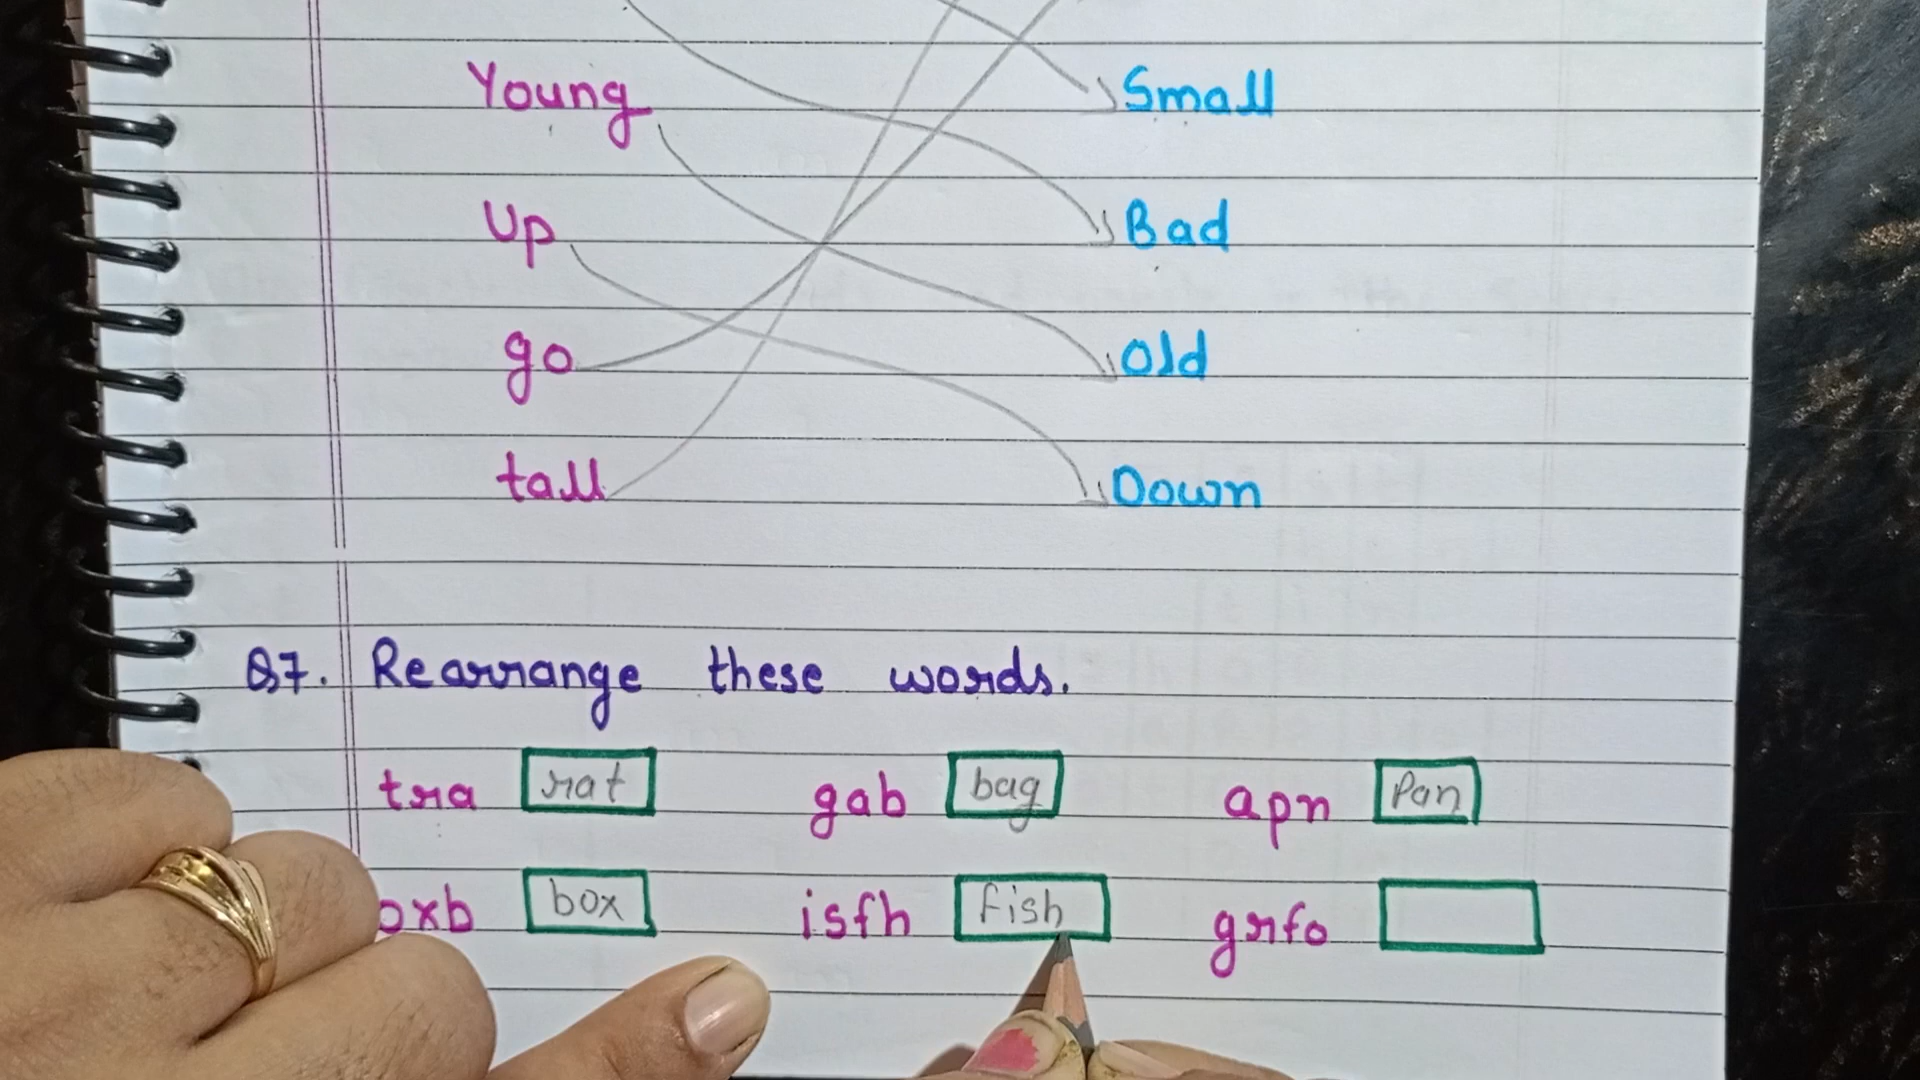 Young Small
Up Bad
go Old
tall Down
Q7. Rearrange these words.
tra rat gab bag apn Pan
oxb box isfh fish grfo